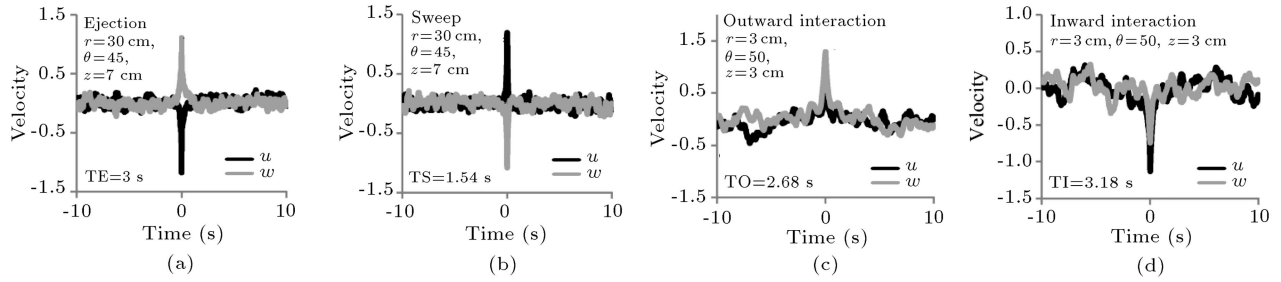 Velocity
1.5
0.5
-0.5
-1.5
Ejection
r=30 cm,
θ=45,
z=7 cm
TE=3 s
u
w
-10
0
10
Time (s)
(a)
Velocity
1.5
0.5
-0.5
-1.5
Sweep
r=30 cm,
θ=45,
z=7 cm
TS=1.54 s
u
w
-10
0
10
Time (s)
(b)
Velocity
1.5
0.5
-0.5
-1.5
Outward interaction
r=3 cm,
θ=50,
z=3 cm
TO=2.68 s
u
w
-10
0
10
Time (s)
(c)
Velocity
1.0
0.5
0.0
-0.5
-1.0
-1.5
Inward interaction
r=3 cm, θ=50, z=3 cm
TI=3.18 s
u
w
-10
0
10
Time (s)
(d)